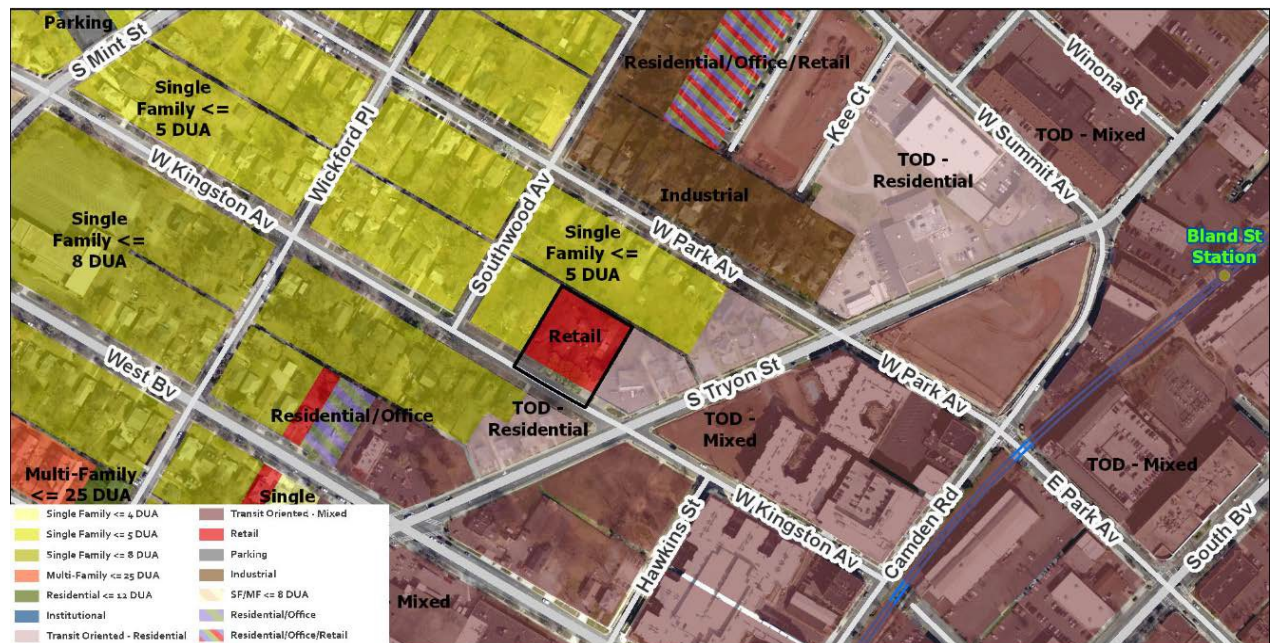 Parking
S Mint St
Single
Family <=
5 DUA
Wickford Pl
W Kingston Av
Single
Family <=
8 DUA
Southwood Av
Single
Family <=
5 DUA
W Park Av
Industrial
Residential/Office/Retail
Kee Ct
TOD -
Residential
W Summit Av
Winona St
TOD - Mixed
Bland St
Station
Retail
West Bv
Residential/Office
TOD -
Residential
S Tryon St
TOD -
Mixed
W Park Av
TOD - Mixed
E Park Av
South Bv
Camden Rd
W Kingston Av
Hawkins St
Multi-Family
<= 25 DUA
Single
- Mixed
Single Family <= 4 DUA
Single Family <= 5 DUA
Single Family <= 8 DUA
Multi-Family <= 25 DUA
Residential <= 12 DUA
Institutional
Transit Oriented - Residential
Transit Oriented - Mixed
Retail
Parking
Industrial
SF/MF <= 8 DUA
Residential/Office
Residential/Office/Retail